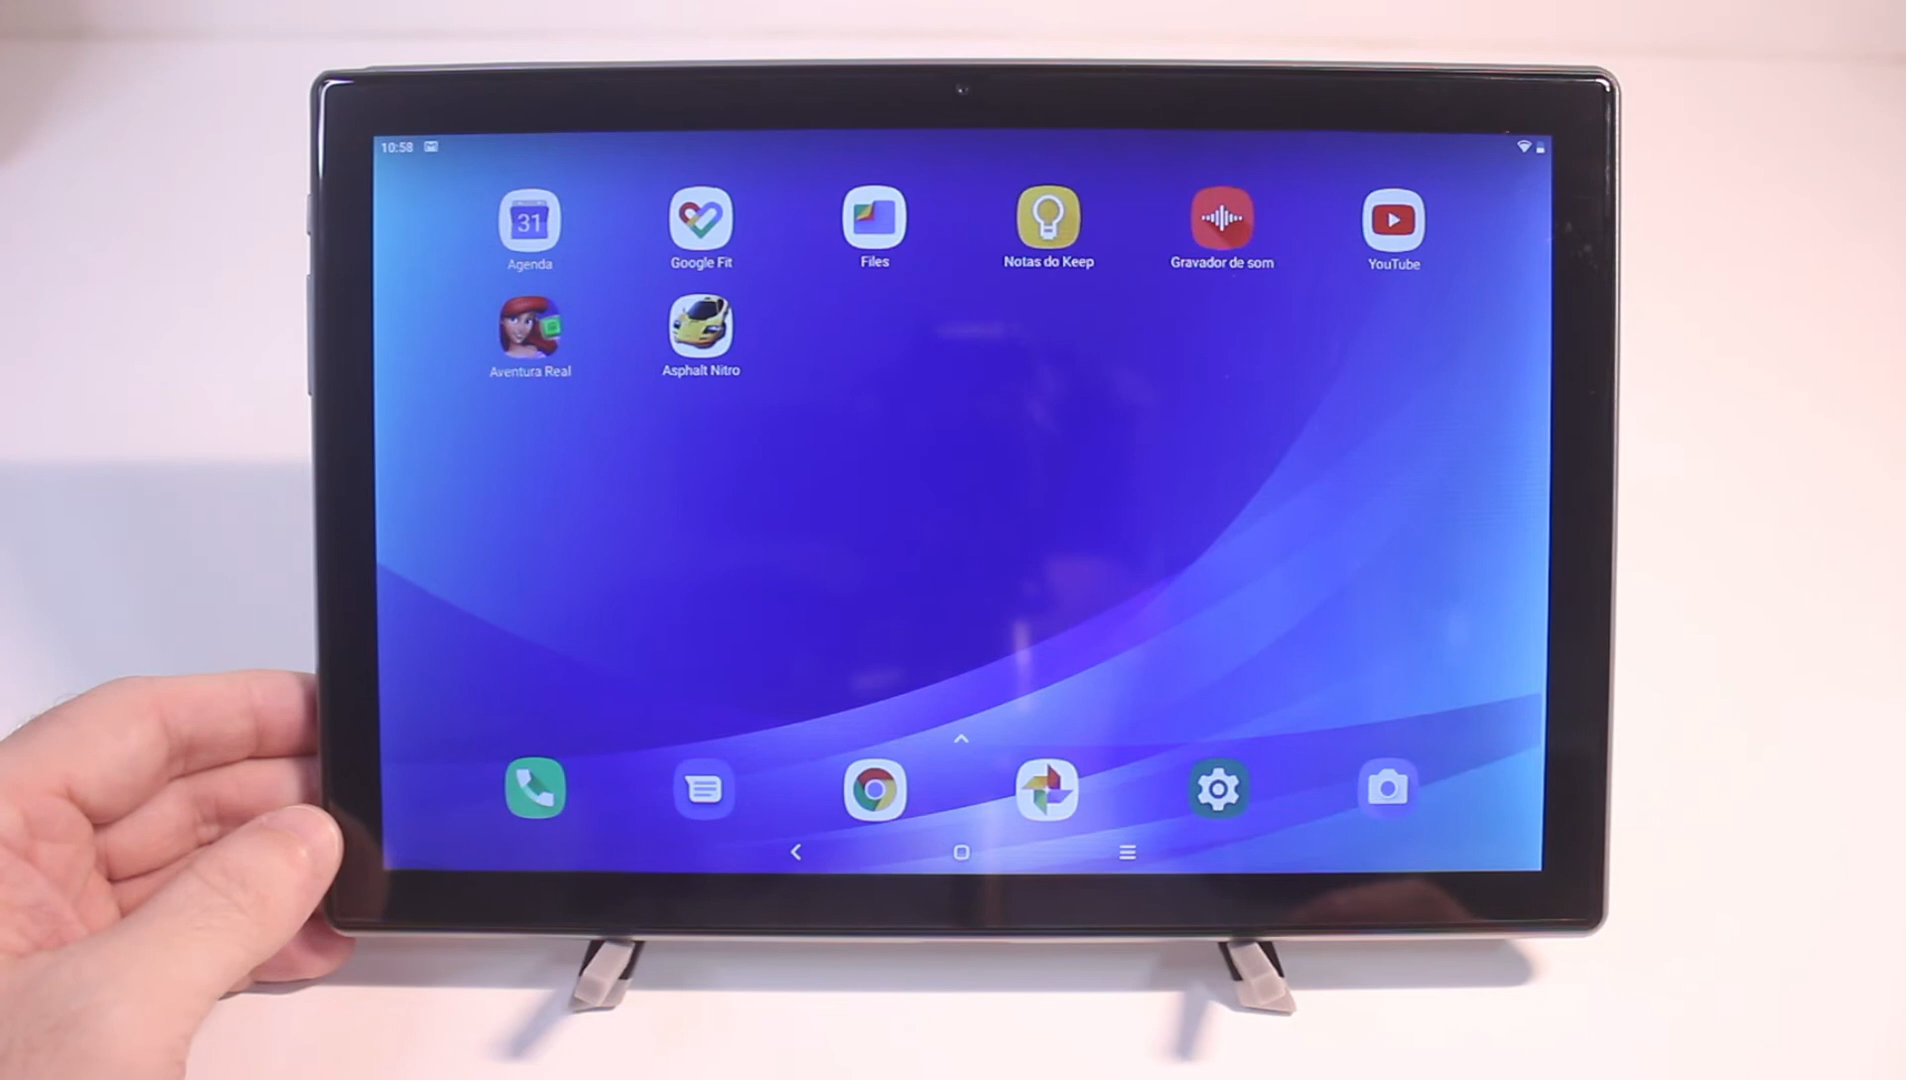 10:58
31
Agenda
Google Fit
Files
Notas do Keep
Gravador de som
YouTube
Aventura Real
Asphalt Nitro